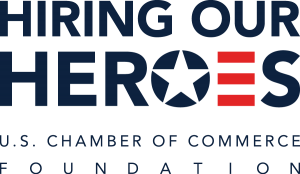 HIRING OUR
HEROES
U.S. CHAMBER OF COMMERCE
FOUNDATION